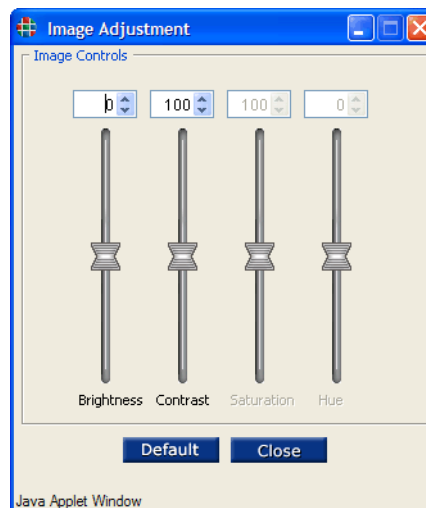 Image Adjustment
Image Controls
0 100 100 0
Brightness Contrast Saturation Hue
Default Close
Java Applet Window